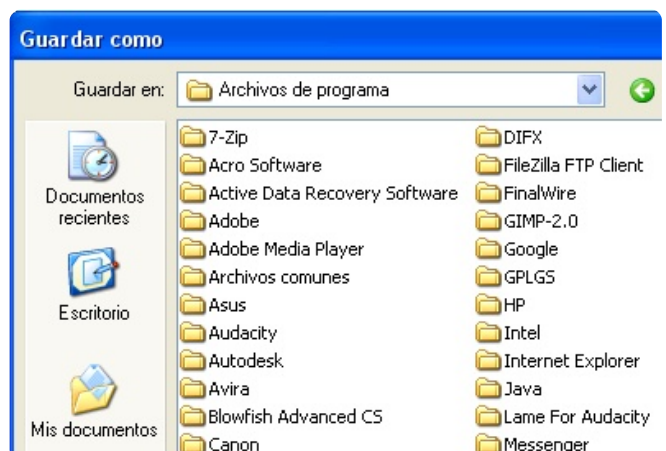 Guardar como
Guardar en:
Archivos de programa
Documentos
recientes
Escritorio
Mis documentos
7-Zip
Acro Software
Active Data Recovery Software
Adobe
Adobe Media Player
Archivos comunes
Asus
Audacity
Autodesk
Avira
Blowfish Advanced CS
Canon
DIFX
FileZilla FTP Client
FinalWire
GIMP-2.0
Google
GPLGS
HP
Intel
Internet Explorer
Java
Lame For Audacity
Messenger